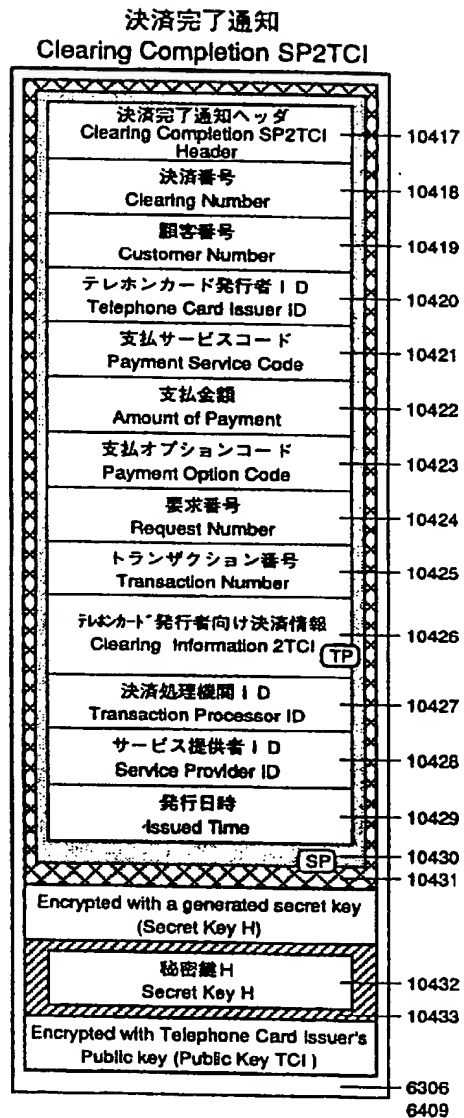 決済完了通知
Clearing Completion SP2TCI
決済完了通知ヘッダ
Clearing Completion SP2TCI
Header
10417
決済番号
Clearing Number
10418
顧客番号
Customer Number
10419
テレホンカード発行者ID
Telephone Card Issuer ID
10420
支払サービスコード
Payment Service Code
10421
支払金額
Amount of Payment
10422
支払オプションコード
Payment Option Code
10423
要求番号
Request Number
10424
トランザクション番号
Transaction Number
10425
テレホンカード発行者向け決済情報
Clearing Information 2TCI
TP
10426
決済処理機関ID
Transaction Processor ID
10427
サービス提供者ID
Service Provider ID
10428
発行日時
Issued Time
10429
SP
10430
10431
Encrypted with a generated secret key
(Secret Key H)
秘密鍵H
Secret Key H
10432
10433
Encrypted with Telephone Card Issuer's
Public key (Public Key TCI)
6306
6409